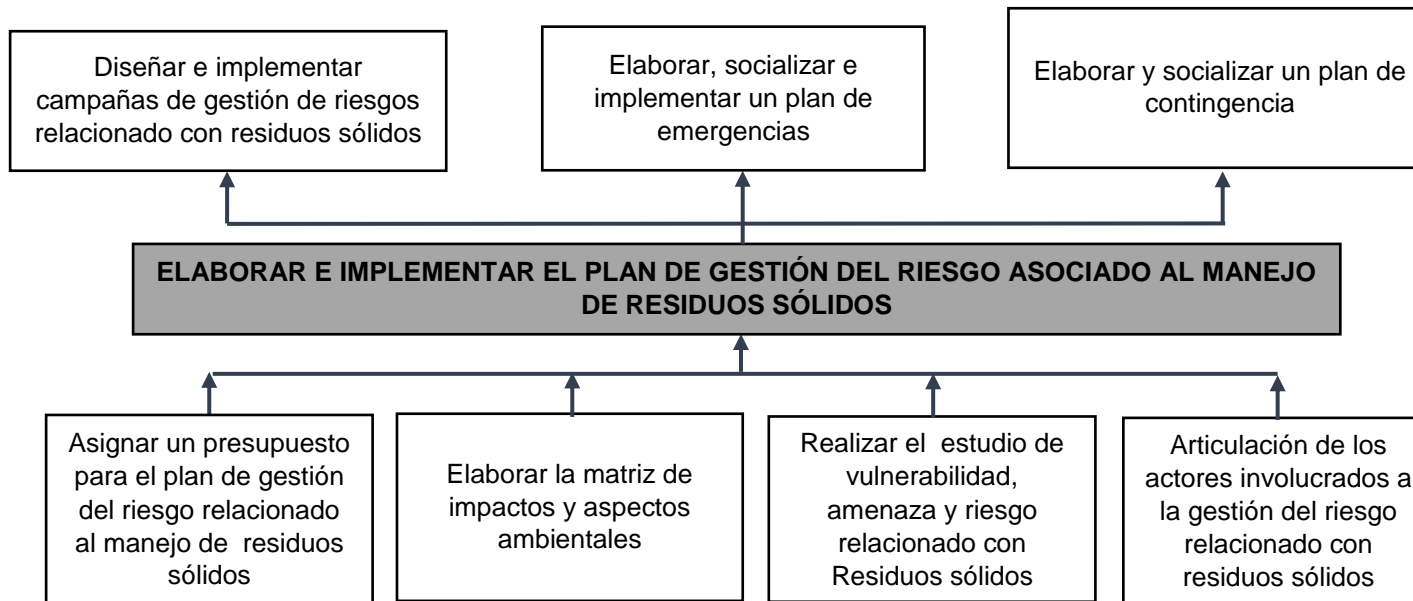 Diseñar e implementar
campañas de gestión de riesgos
relacionado con residuos sólidos
Elaborar, socializar e
implementar un plan de
emergencias
Elaborar y socializar un plan de
contingencia
ELABORAR E IMPLEMENTAR EL PLAN DE GESTIÓN DEL RIESGO ASOCIADO AL MANEJO
DE RESIDUOS SÓLIDOS
Asignar un presupuesto
para el plan de gestión
del riesgo relacionado
al manejo de residuos
sólidos
Elaborar la matriz de
impactos y aspectos
ambientales
Realizar el estudio de
vulnerabilidad,
amenaza y riesgo
relacionado con
Residuos sólidos
Articulación de los
actores involucrados a
la gestión del riesgo
relacionado con
residuos sólidos